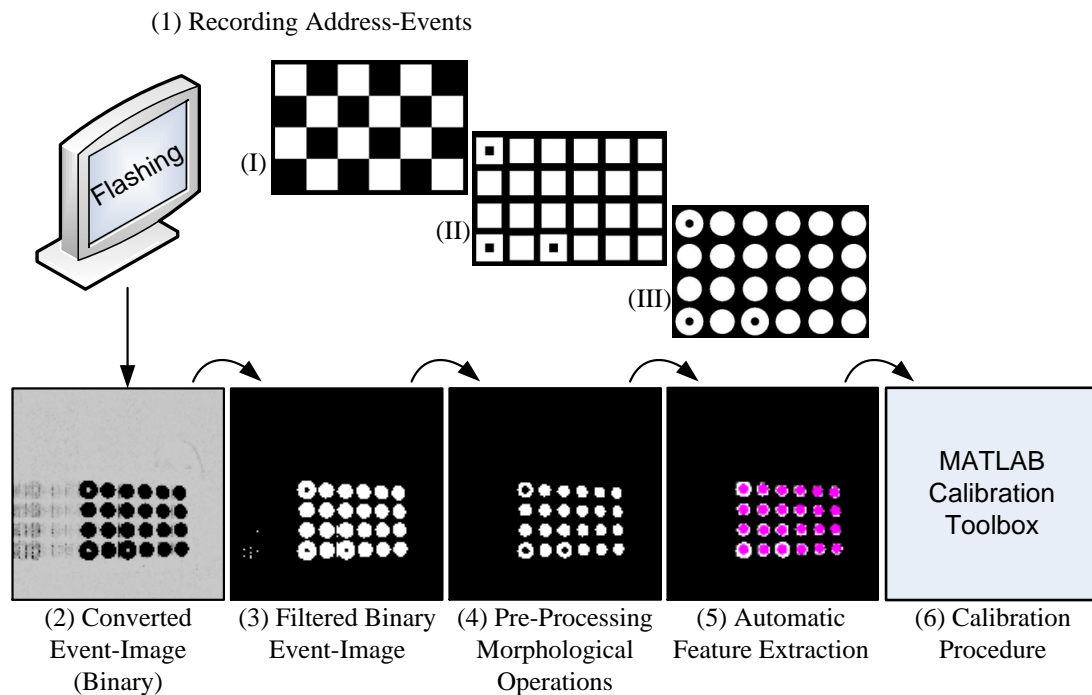 (1) Recording Address-Events
Flashing
(I)
(II)
(III)
MATLAB
Calibration
Toolbox
(2) Converted
Event-Image
(Binary)
(3) Filtered Binary
Event-Image
(4) Pre-Processing
Morphological
Operations
(5) Automatic
Feature Extraction
(6) Calibration
Procedure